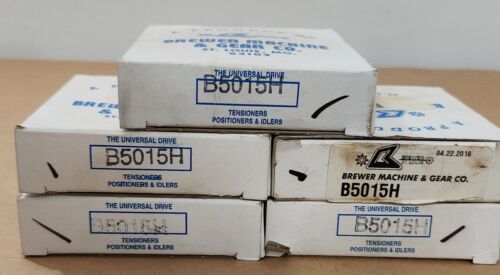 BREWER MACHINE
& GEAR CO.
ST. LOUIS, MO.
63103
THE UNIVERSAL DRIVE
B5015H
TENSIONERS
POSITIONERS & IDLERS
THE UNIVERSAL DRIVE
B5015H
TENSIONERS
POSITIONERS & IDLERS
04.22.2016
BREWER MACHINE & GEAR CO.
B5015H
THE UNIVERSAL DRIVE
B5015H
TENSIONERS
POSITIONERS & IDLERS
THE UNIVERSAL DRIVE
B5015H
TENSIONERS
POSITIONERS & IDLERS